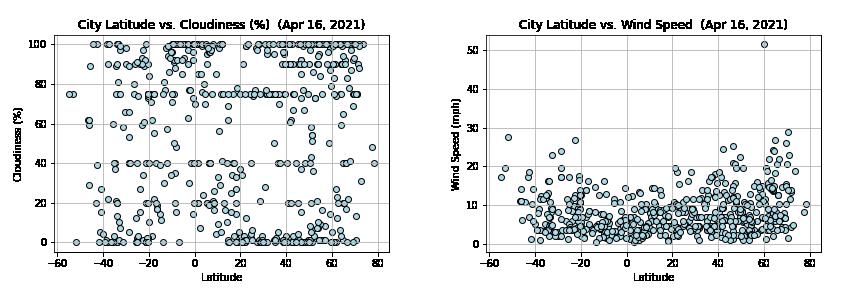 City Latitude vs. Cloudiness (%) (Apr 16, 2021)
100
80
60
40
20
0
Cloudiness (%)
−60 −40 −20 0 20 40 60 80
Latitude
City Latitude vs. Wind Speed (Apr 16, 2021)
50
40
30
20
10
0
Wind Speed (mph)
−60 −40 −20 0 20 40 60 80
Latitude